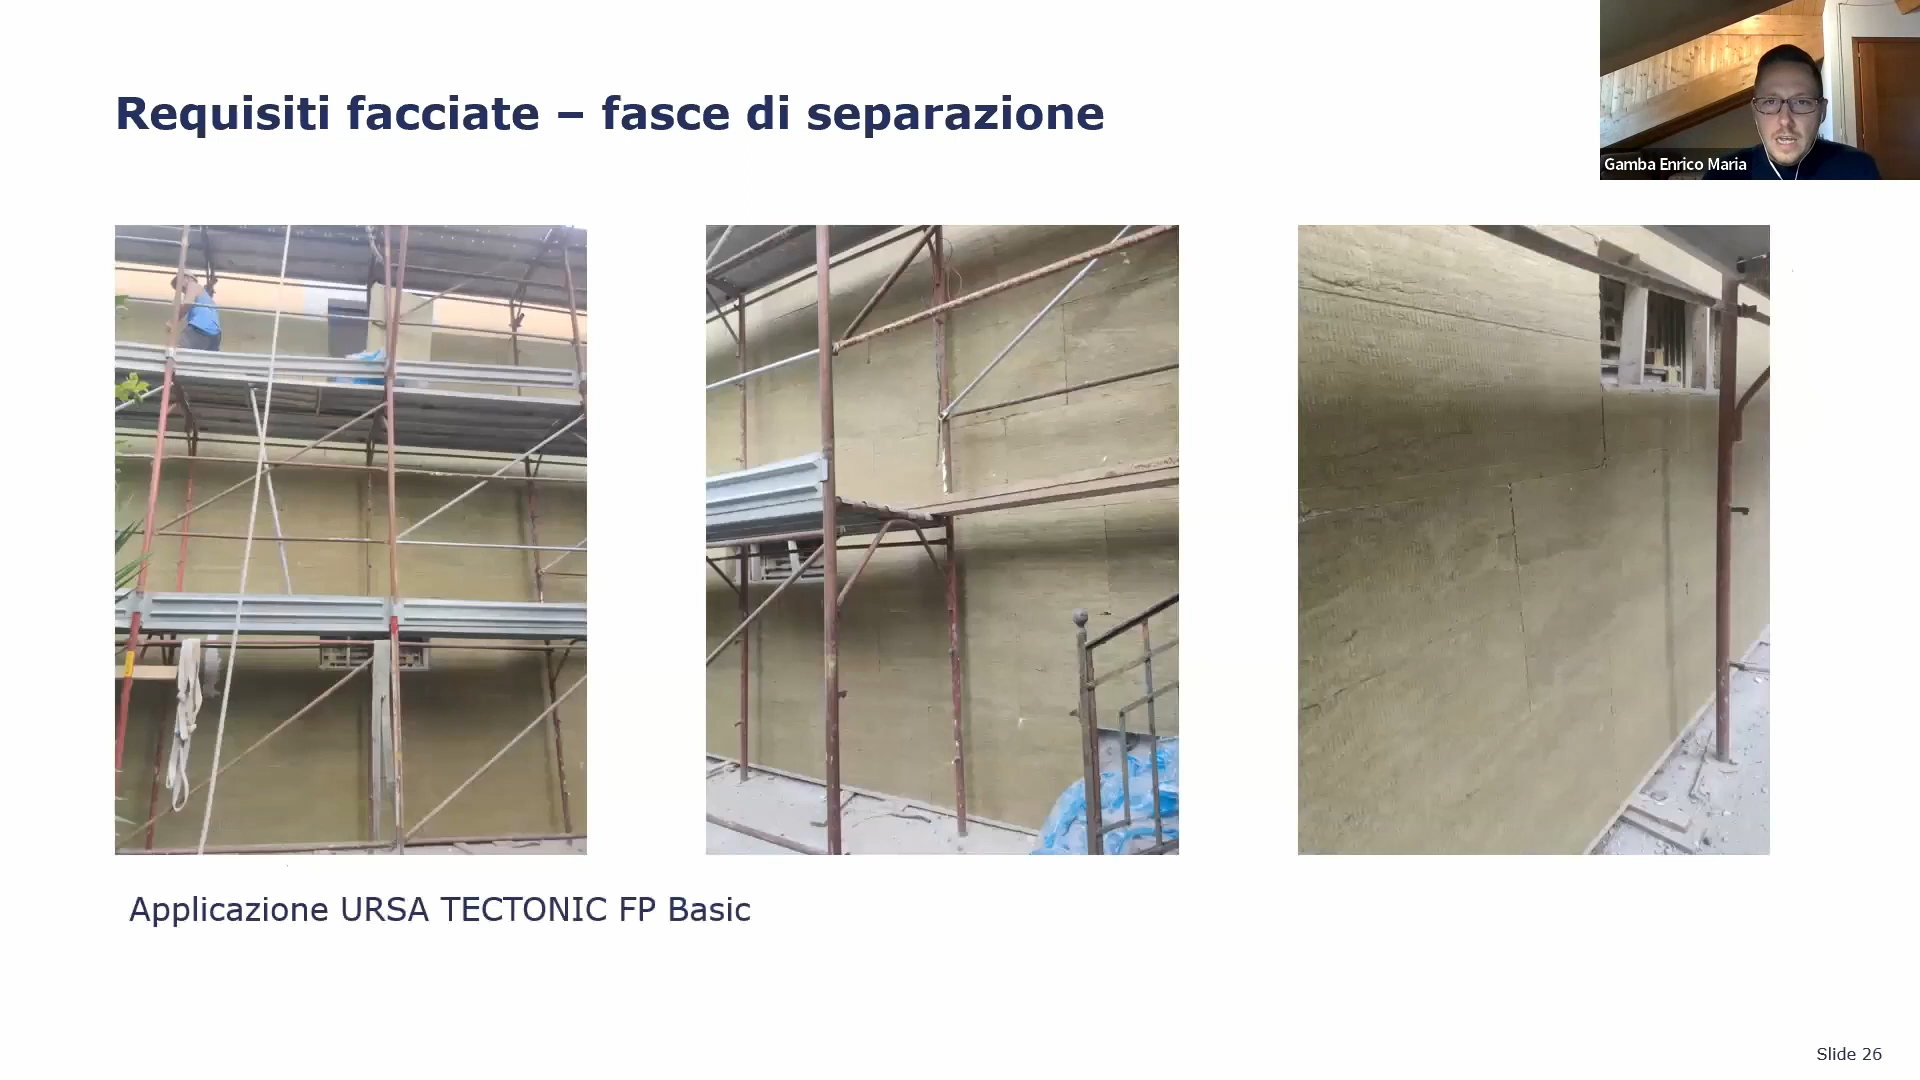 Requisiti facciate – fasce di separazione
Gamba Enrico Maria
Applicazione URSA TECTONIC FP Basic
Slide 26